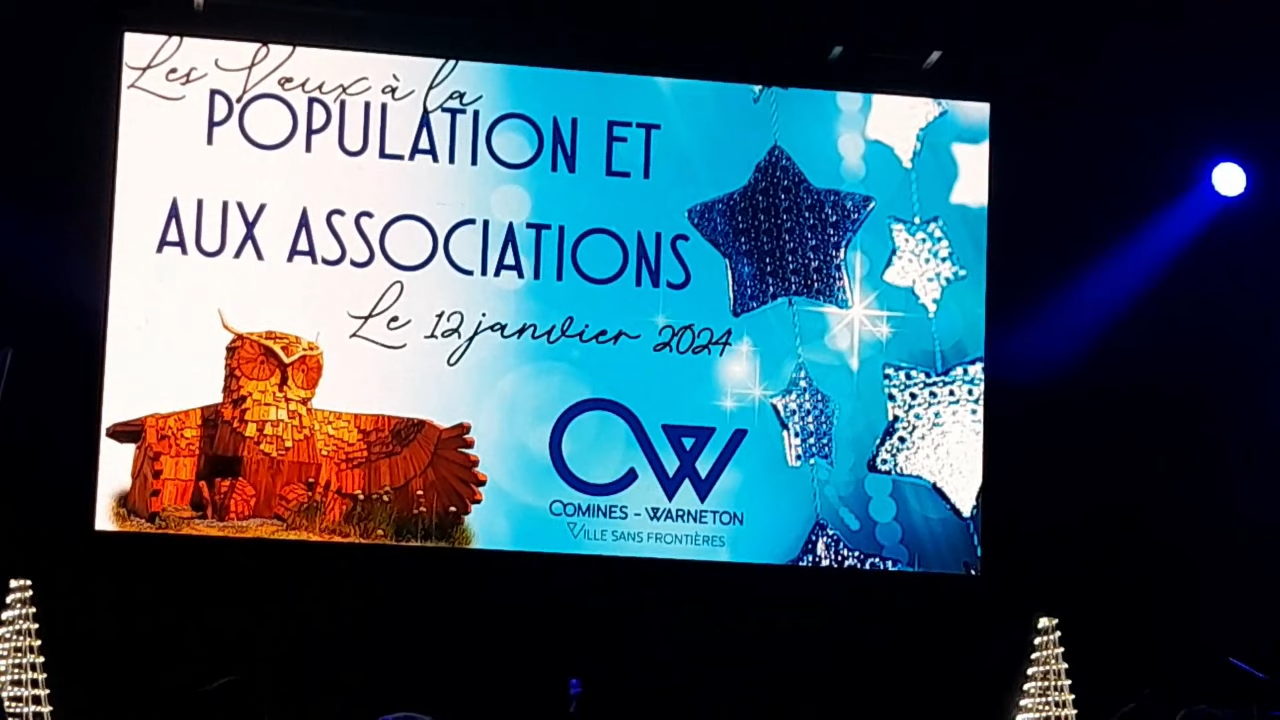 Les Vœux à la
POPULATION ET
AUX ASSOCIATIONS
Le 12 janvier 2024
CW
COMINES - WARNETON
VILLE SANS FRONTIÈRES